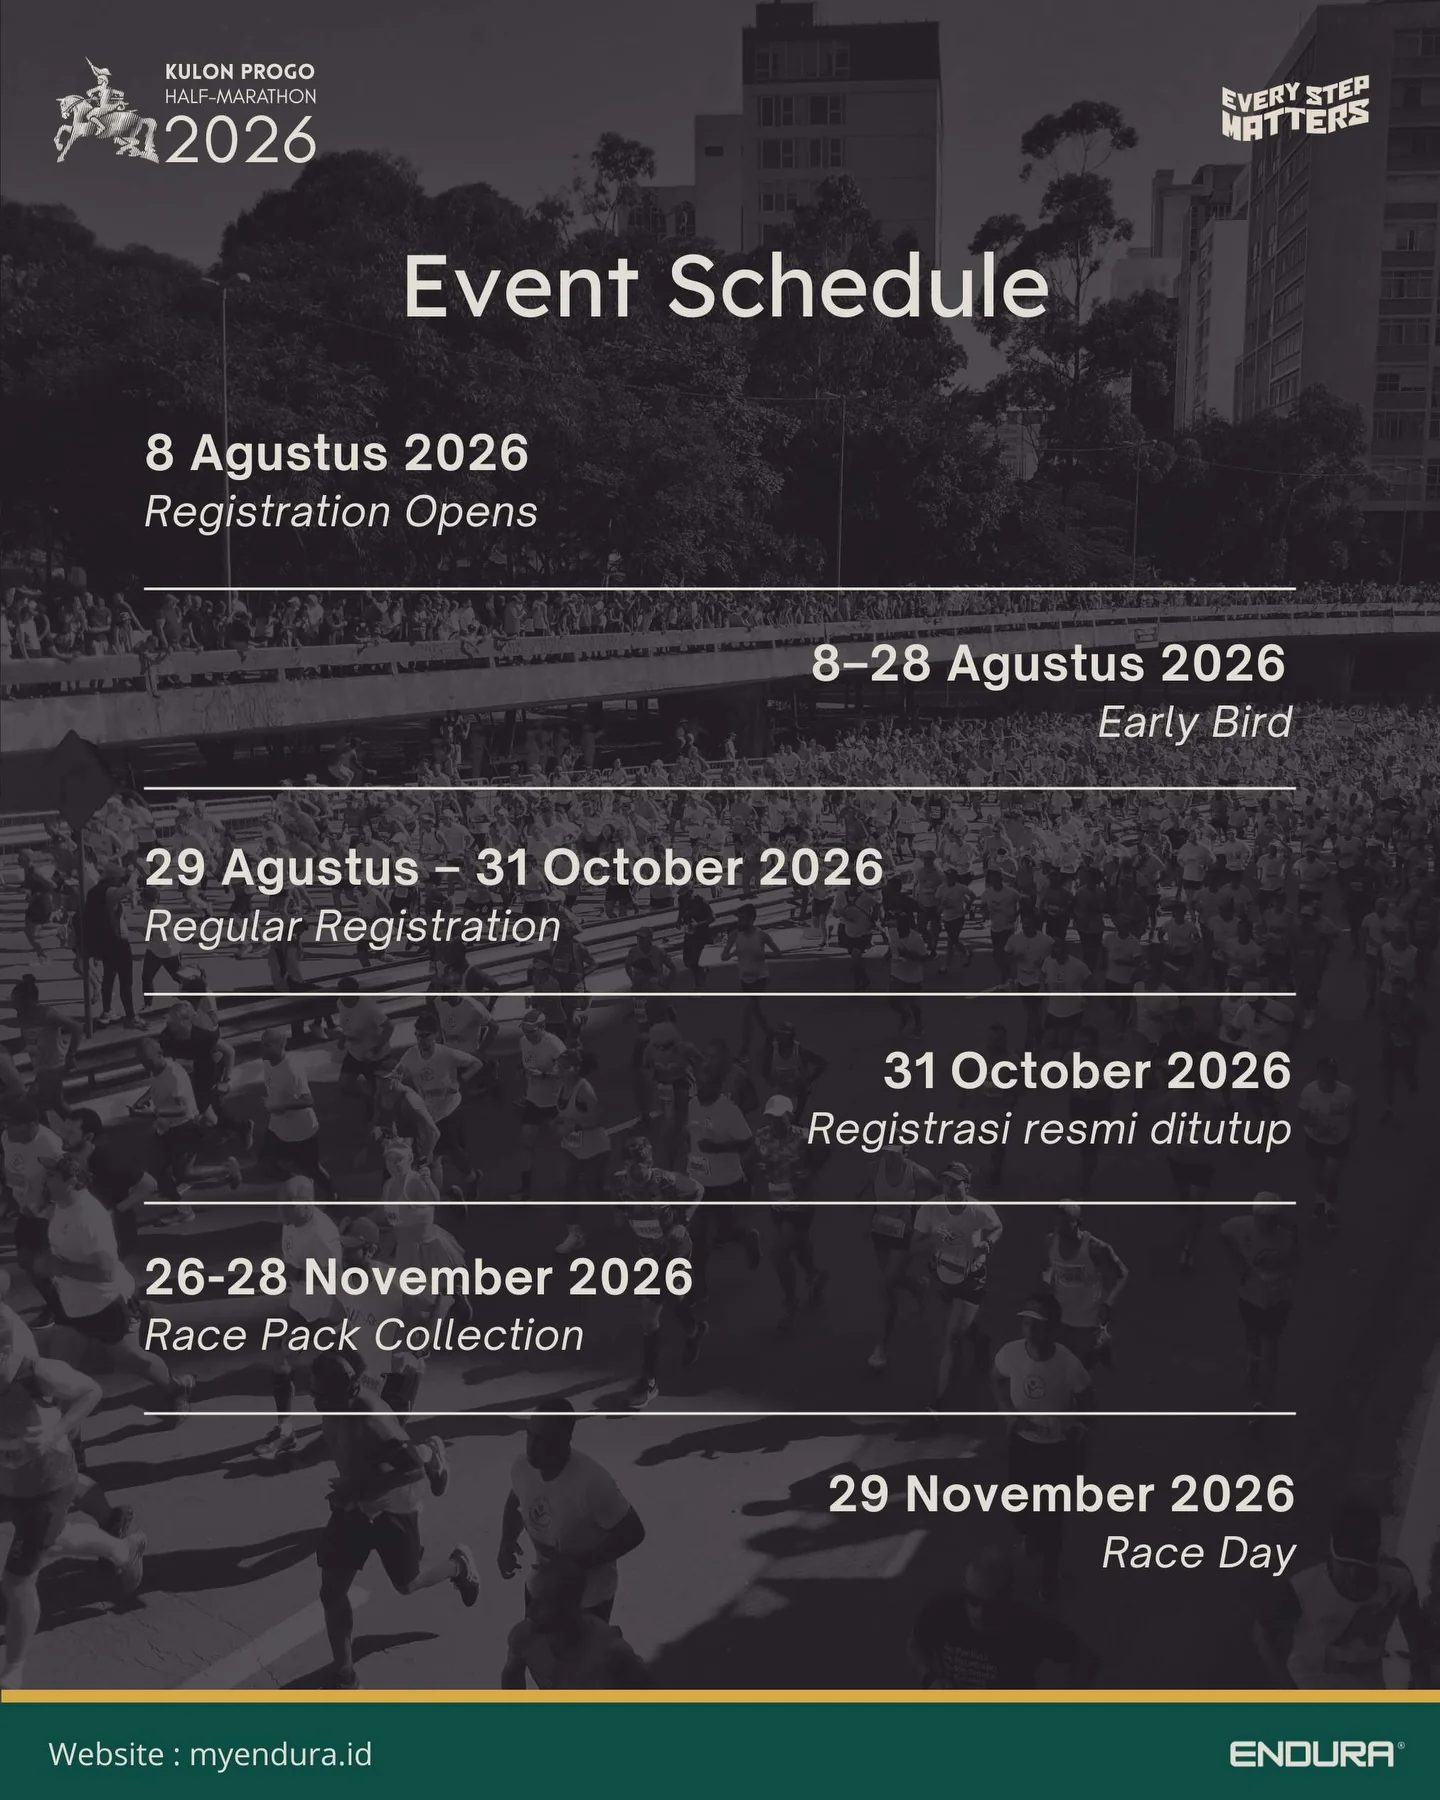 KULON PROGO
HALF-MARATHON
2026
EVERY STEP
MATTERS
Event Schedule
8 Agustus 2026
Registration Opens
8–28 Agustus 2026
Early Bird
29 Agustus – 31 October 2026
Regular Registration
31 October 2026
Registrasi resmi ditutup
26-28 November 2026
Race Pack Collection
29 November 2026
Race Day
Website : myendura.id
ENDURA®